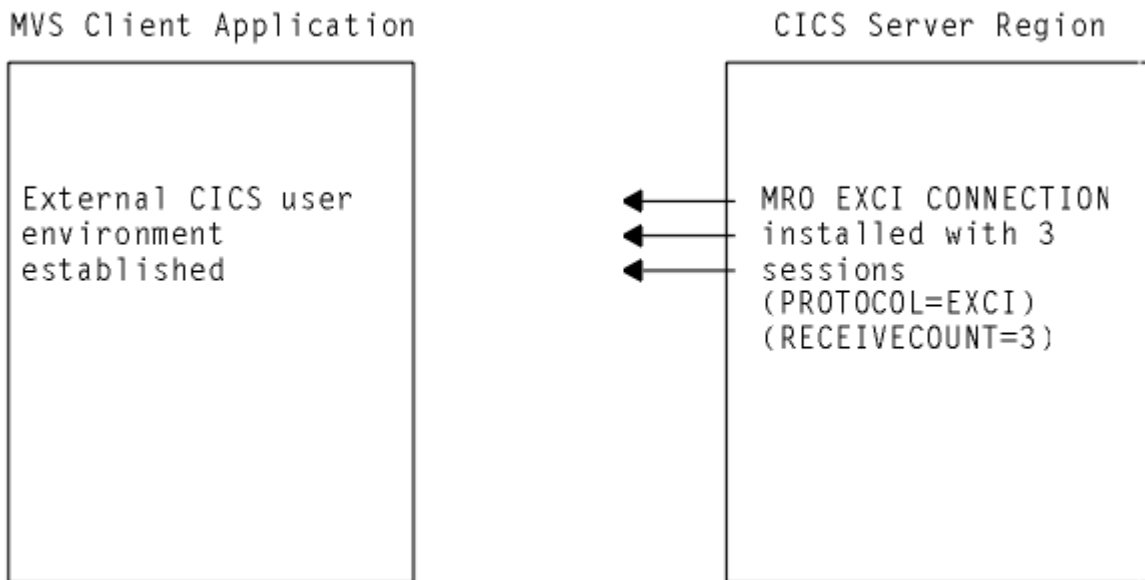 MVS Client Application
CICS Server Region
External CICS user
environment
established
MRO EXCI CONNECTION
installed with 3
sessions
(PROTOCOL=EXCI)
(RECEIVECOUNT=3)